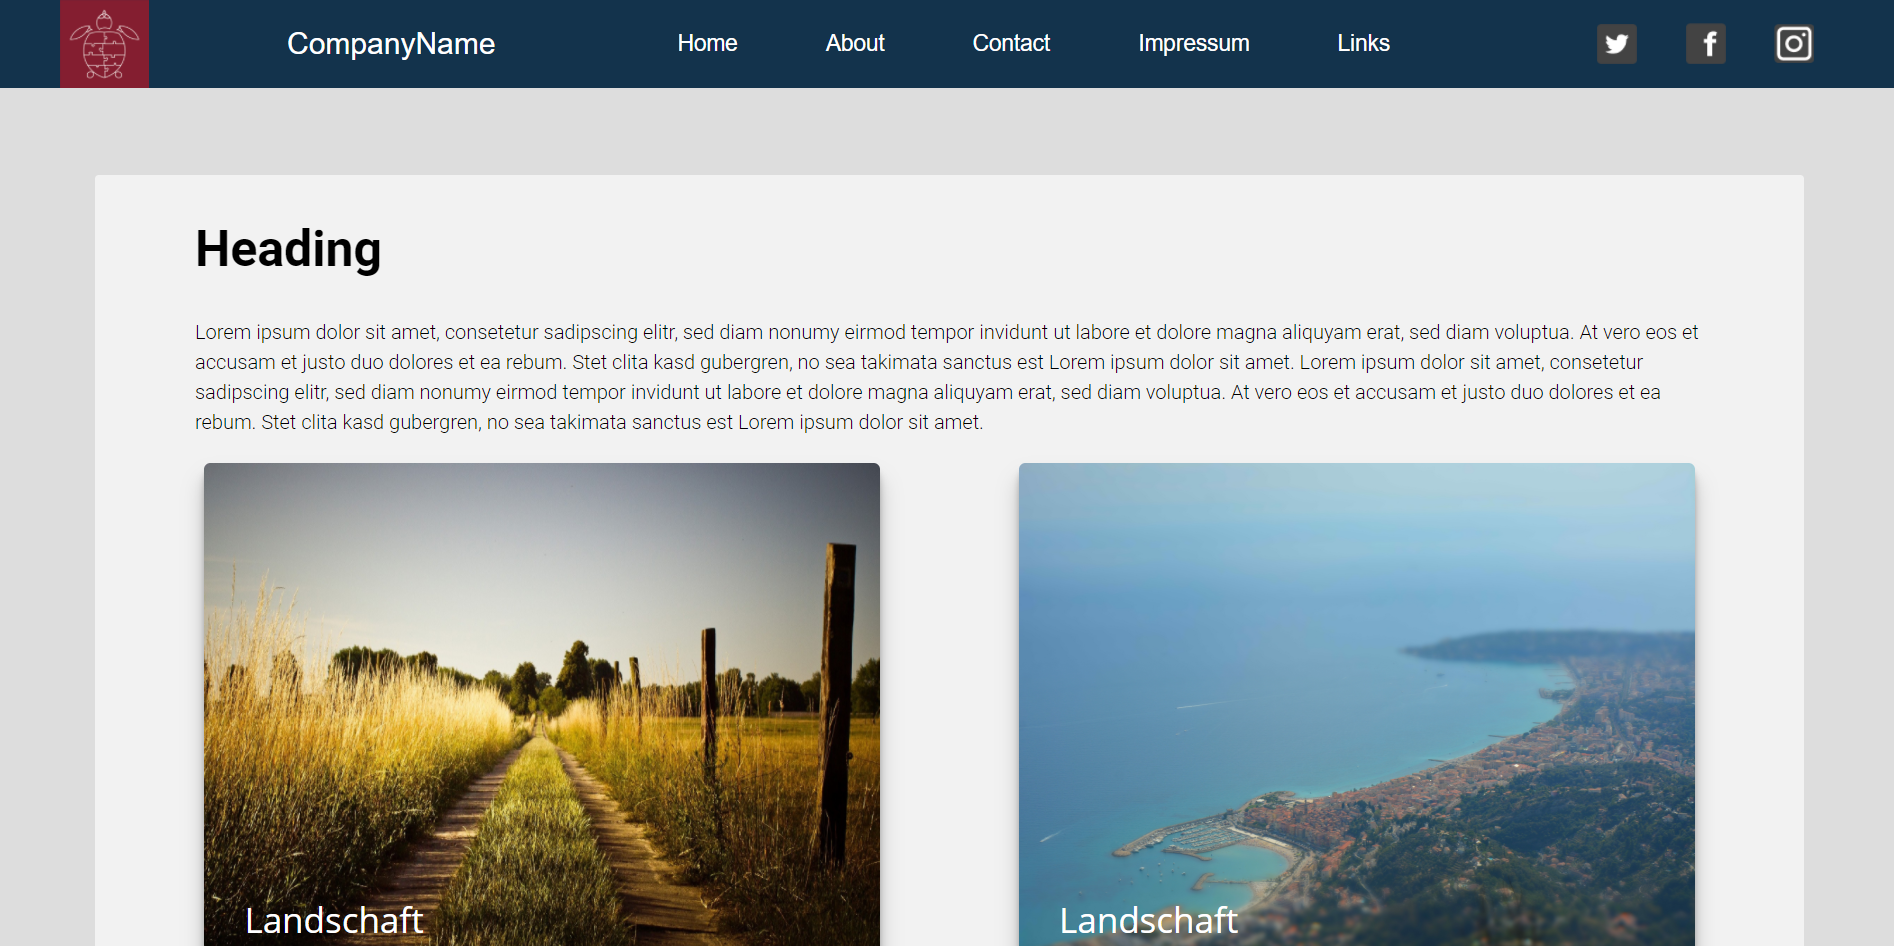 CompanyName
Home
About
Contact
Impressum
Links
Heading
Lorem ipsum dolor sit amet, consetetur sadipscing elitr, sed diam nonumy eirmod tempor invidunt ut labore et dolore magna aliquyam erat, sed diam voluptua. At vero eos et
accusam et justo duo dolores et ea rebum. Stet clita kasd gubergren, no sea takimata sanctus est Lorem ipsum dolor sit amet. Lorem ipsum dolor sit amet, consetetur
sadipscing elitr, sed diam nonumy eirmod tempor invidunt ut labore et dolore magna aliquyam erat, sed diam voluptua. At vero eos et accusam et justo duo dolores et ea
rebum. Stet clita kasd gubergren, no sea takimata sanctus est Lorem ipsum dolor sit amet.
Landschaft
Landschaft